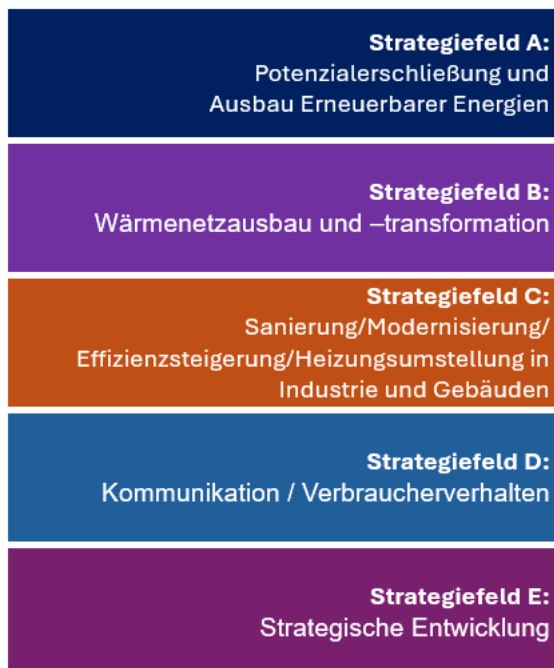 Strategiefeld A:
Potenzialerschließung und
Ausbau Erneuerbarer Energien
Strategiefeld B:
Wärmenetzausbau und –transformation
Strategiefeld C:
Sanierung/Modernisierung/
Effizienzsteigerung/Heizungsumstellung in
Industrie und Gebäuden
Strategiefeld D:
Kommunikation / Verbraucherverhalten
Strategiefeld E:
Strategische Entwicklung